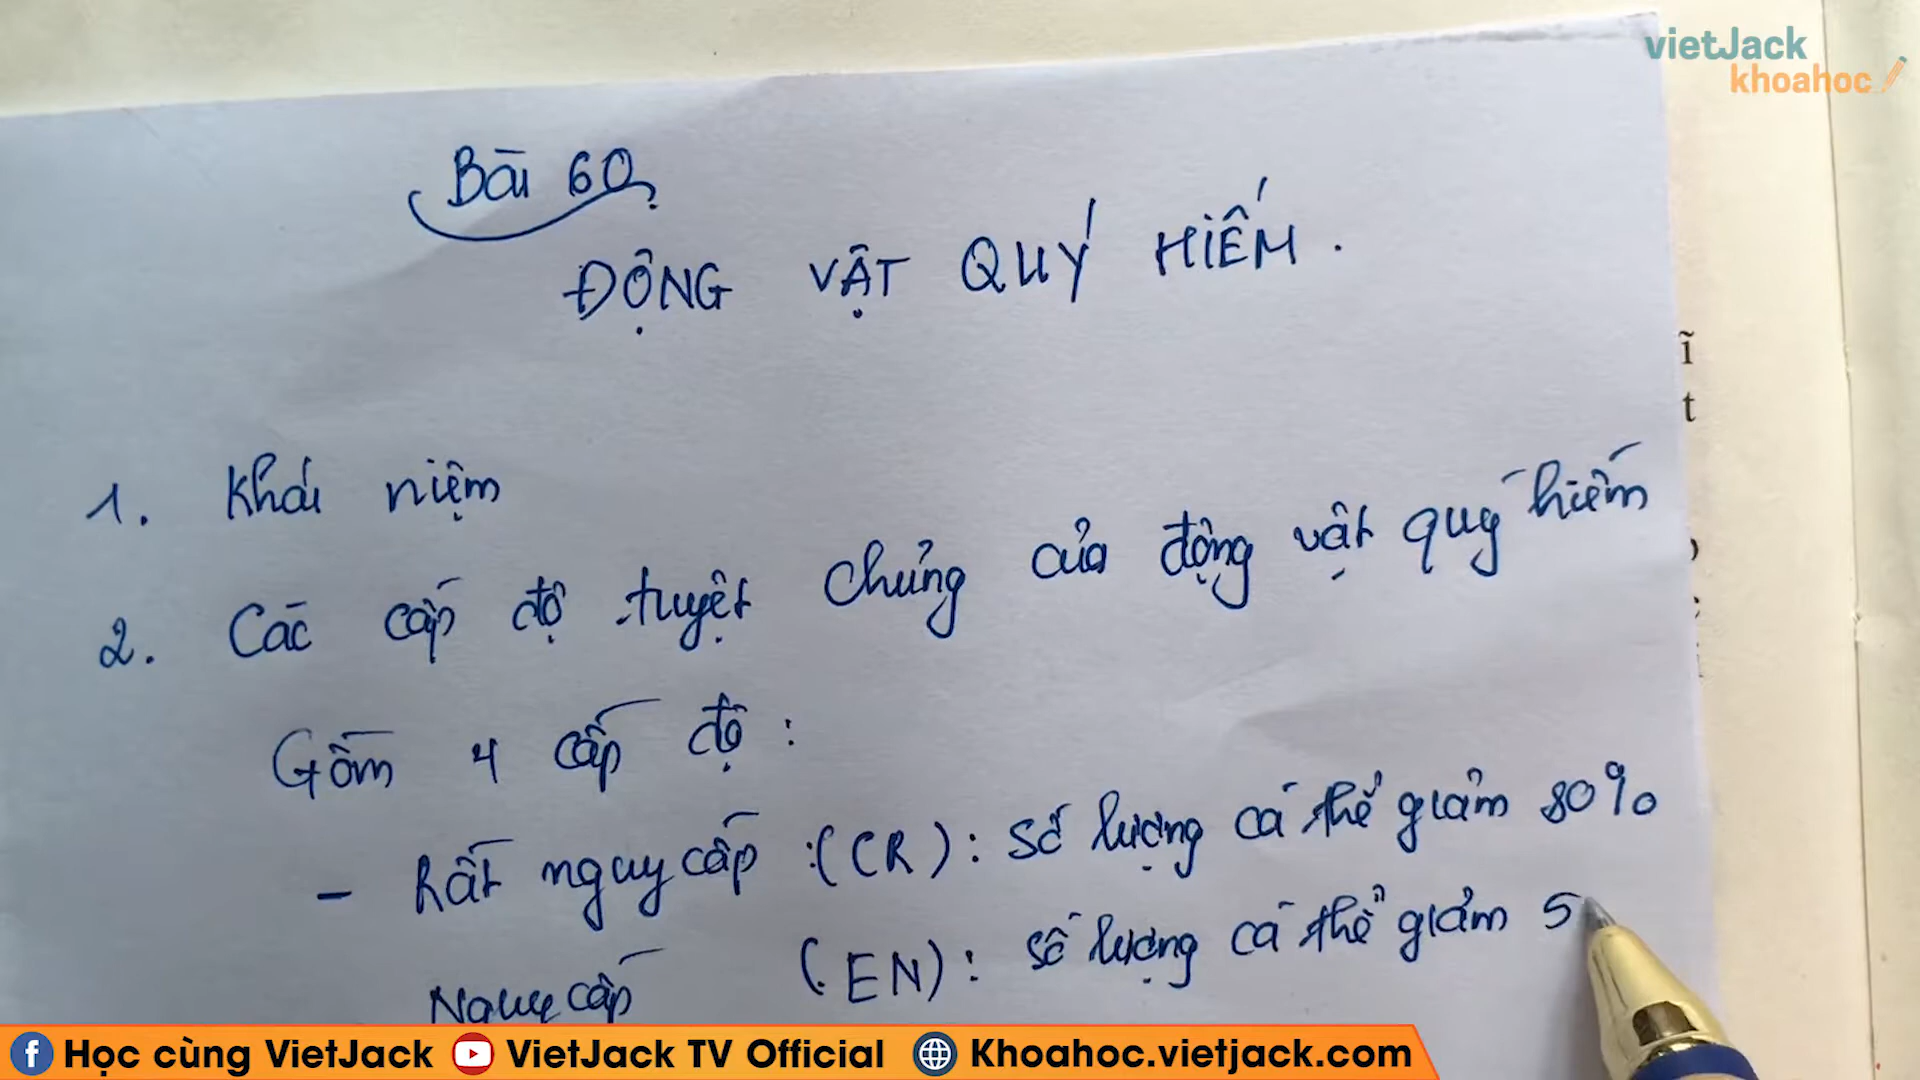 vietJack
khoahoc
Bài 60
ĐỘNG VẬT QUÝ HIẾM.
1. Khái niệm
2. Các cấp độ tuyệt chủng của động vật quý hiếm
Gồm 4 cấp độ:
- Rất nguy cấp :(CR): Số lượng cá thể giảm 80%
Nguy cấp (EN): Số lượng cá thể giảm 5
ĩ
t
Học cùng VietJack VietJack TV Official Khoahoc.vietjack.com